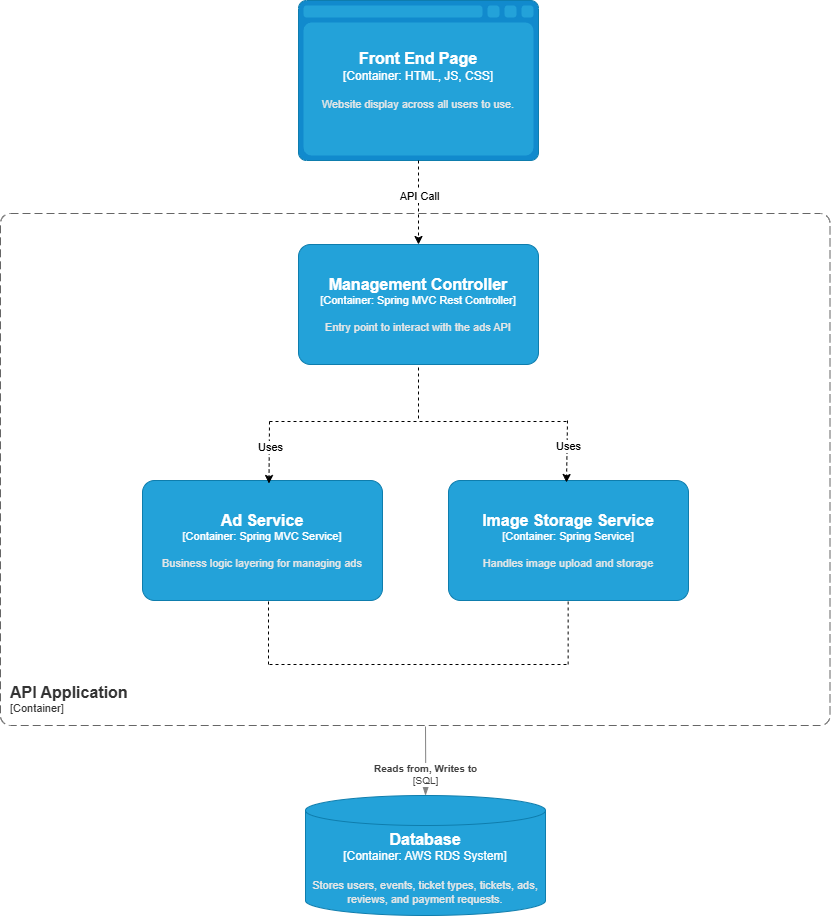 Front End Page
[Container: HTML, JS, CSS]
Website display across all users to use.
API Call
Management Controller
[Container: Spring MVC Rest Controller]
Entry point to interact with the ads API
Uses
Uses
Ad Service
[Container: Spring MVC Service]
Business logic layering for managing ads
Image Storage Service
[Container: Spring Service]
Handles image upload and storage
API Application
[Container]
Reads from, Writes to
[SQL]
Database
[Container: AWS RDS System]
Stores users, events, ticket types, tickets, ads,
reviews, and payment requests.